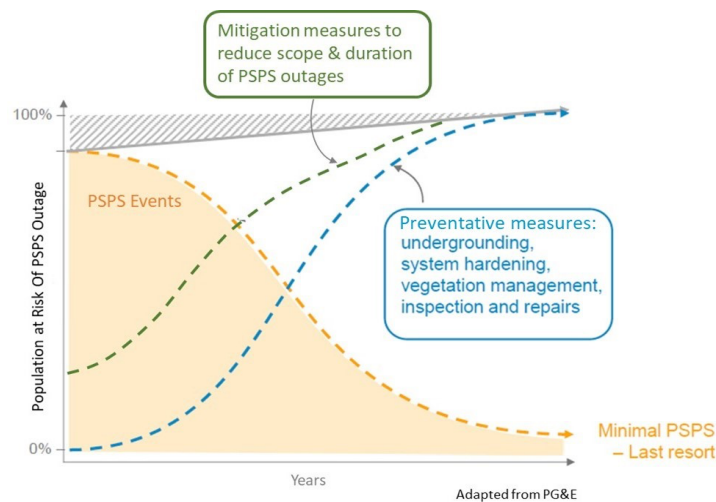 Mitigation measures to
reduce scope & duration
of PSPS outages
100%
PSPS Events
Population at Risk Of PSPS Outage
Preventative measures:
undergrounding,
system hardening,
vegetation management,
inspection and repairs
0%
Minimal PSPS
– Last resort
Years
Adapted from PG&E